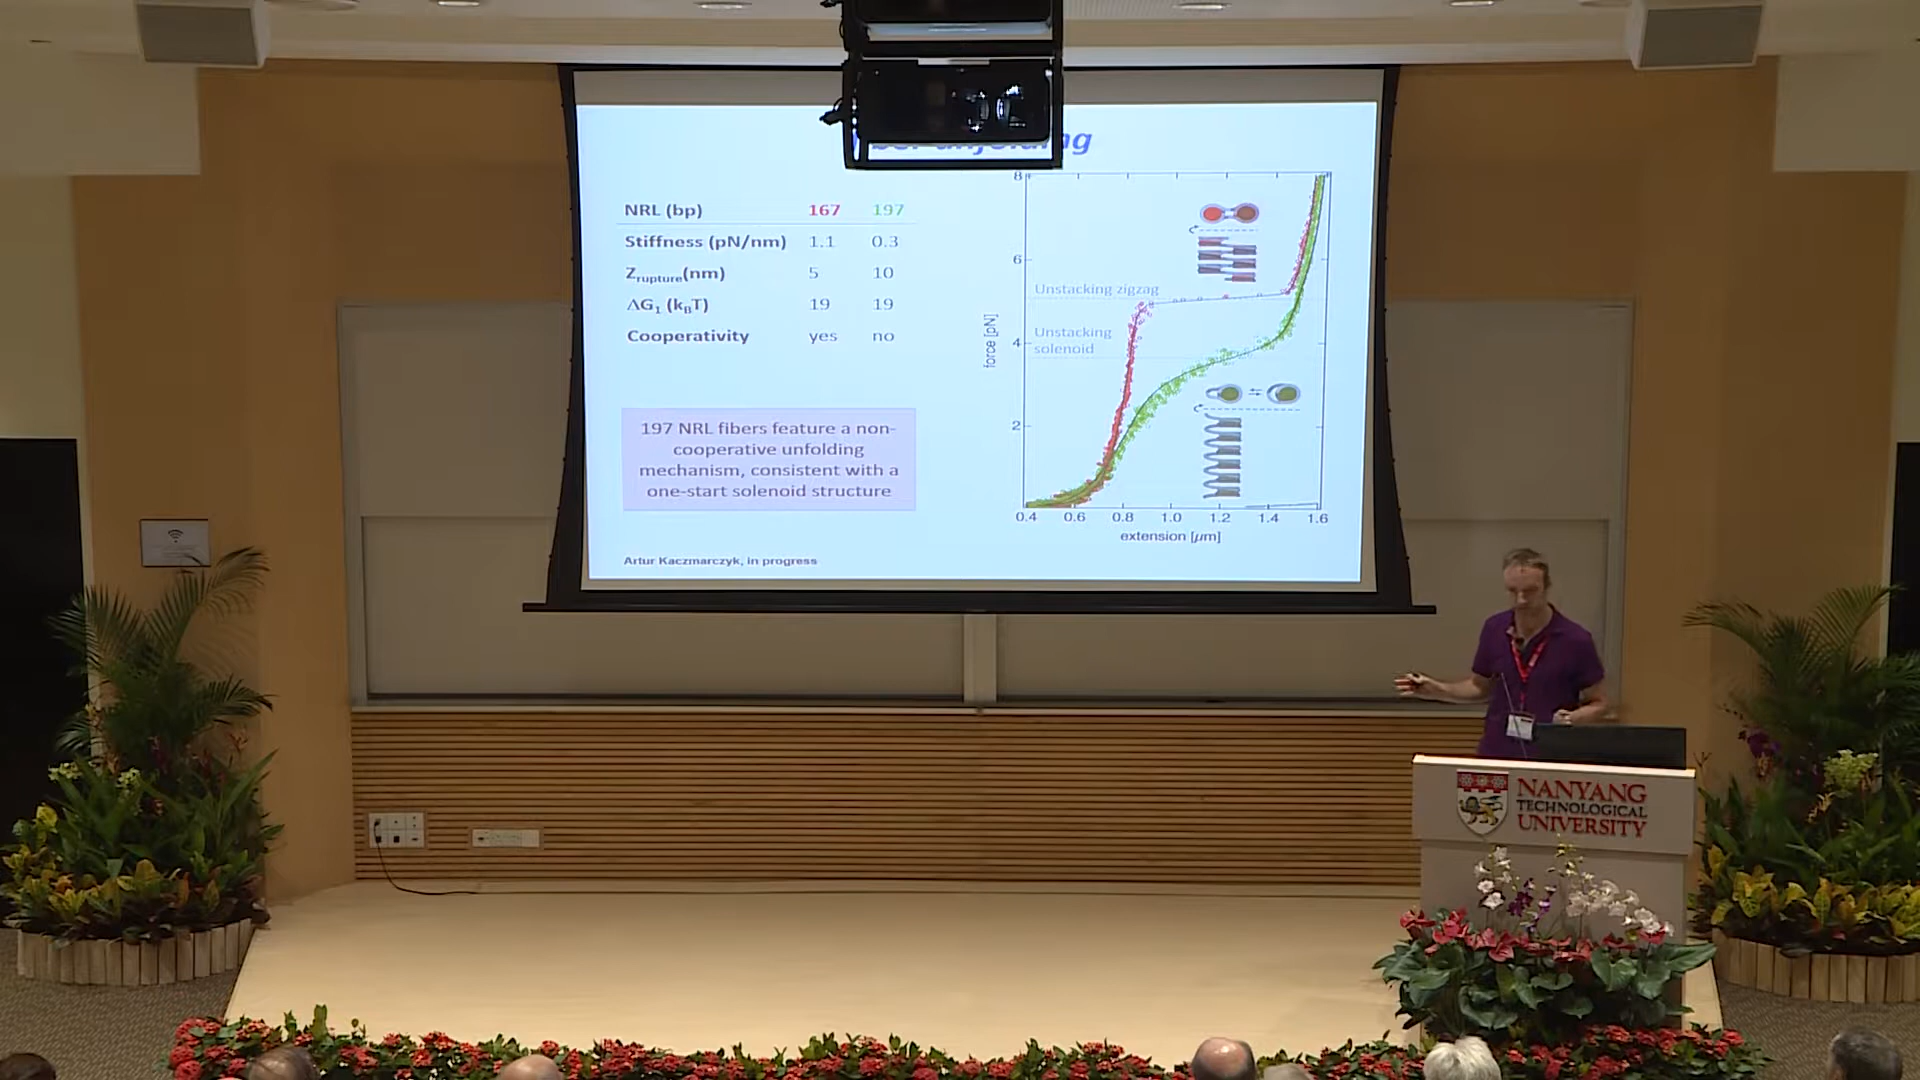 NRL (bp) 167 197
Stiffness (pN/nm) 1.1 0.3
Zrupture(nm) 5 10
ΔG1 (kBT) 19 19
Cooperativity yes no
197 NRL fibers feature a non-
cooperative unfolding
mechanism, consistent with a
one-start solenoid structure
Artur Kaczmarczyk, in progress
8
6
4
2
force [pN]
Unstacking zigzag
Unstacking
solenoid
0.4 0.6 0.8 1.0 1.2 1.4 1.6
extension [μm]
NANYANG
TECHNOLOGICAL
UNIVERSITY